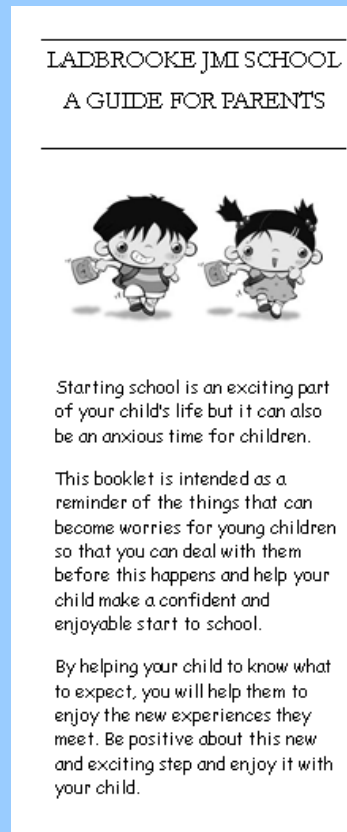 LADBROOKE JMI SCHOOL
A GUIDE FOR PARENTS
Starting school is an exciting part
of your child's life but it can also
be an anxious time for children.
This booklet is intended as a
reminder of the things that can
become worries for young children
so that you can deal with them
before this happens and help your
child make a confident and
enjoyable start to school.
By helping your child to know what
to expect, you will help them to
enjoy the new experiences they
meet. Be positive about this new
and exciting step and enjoy it with
your child.